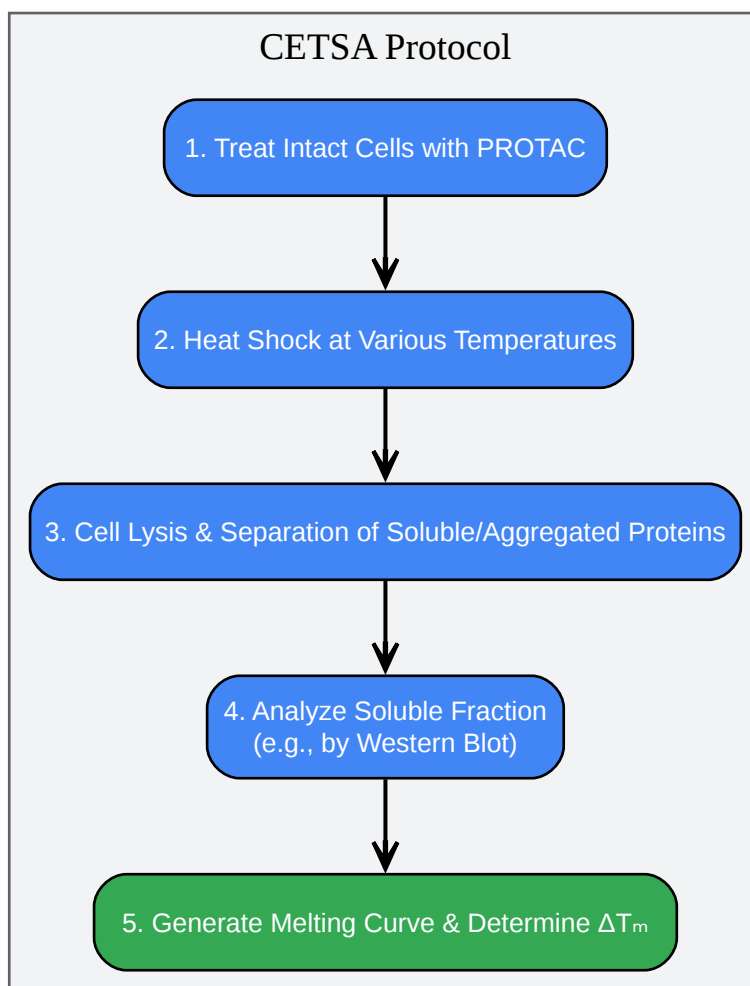 CETSA Protocol
1. Treat Intact Cells with PROTAC
2. Heat Shock at Various Temperatures
3. Cell Lysis & Separation of Soluble/Aggregated Proteins
4. Analyze Soluble Fraction
(e.g., by Western Blot)
5. Generate Melting Curve & Determine ΔTₘ